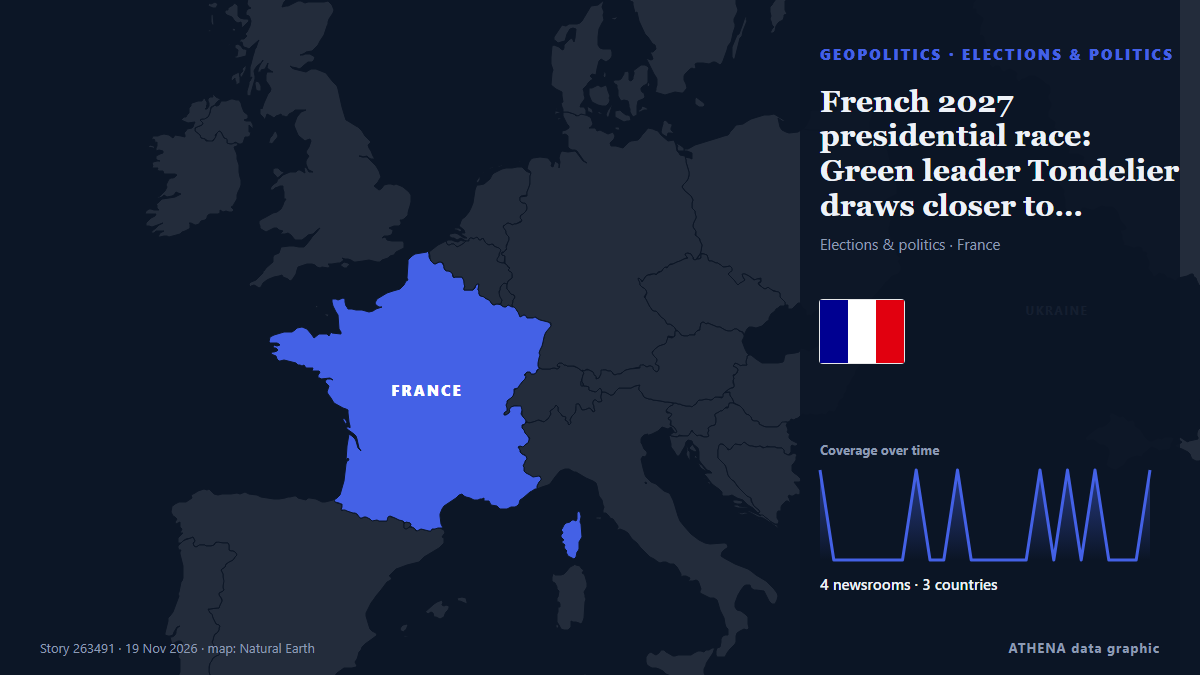 GEOPOLITICS · ELECTIONS & POLITICS
French 2027
presidential race:
Green leader Tondelier
draws closer to...
Elections & politics · France
UKRAINE
FRANCE
Coverage over time
4 newsrooms · 3 countries
Story 263491 · 19 Nov 2026 · map: Natural Earth
ATHENA data graphic